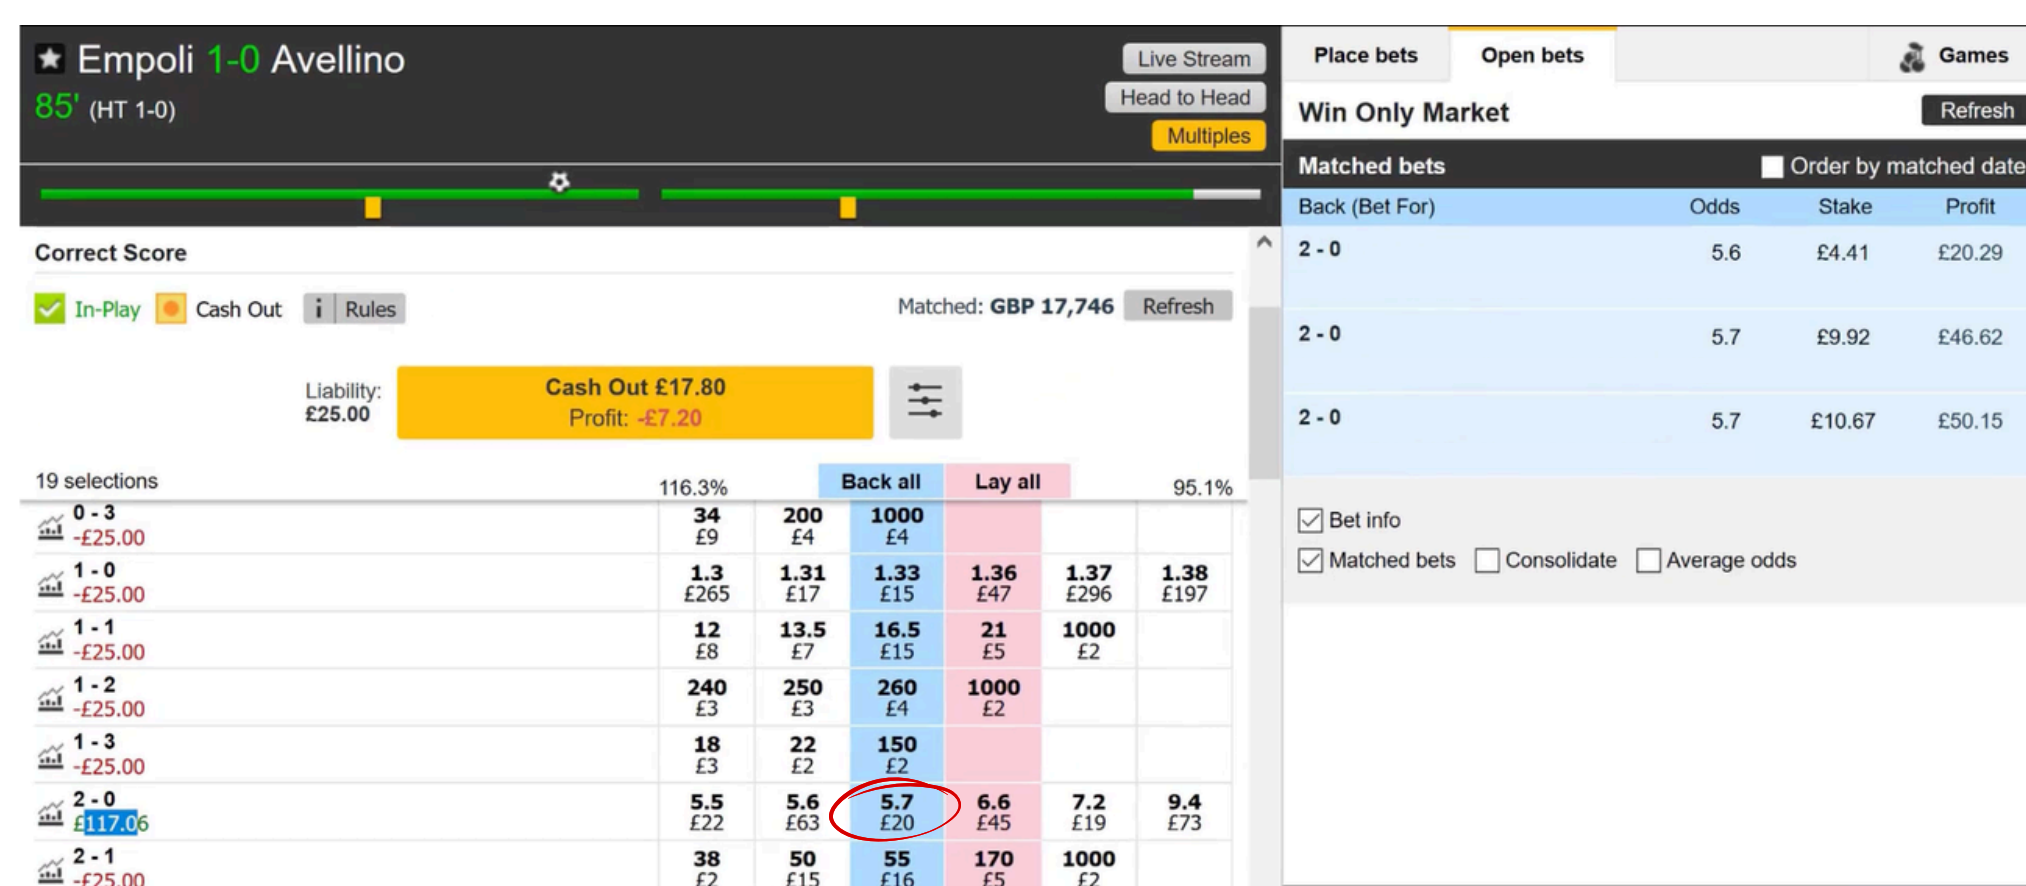 Empoli 1-0 Avellino
85' (HT 1-0)
Live Stream
Head to Head
Multiples
Correct Score
In-Play Cash Out i Rules
Matched: GBP 17,746 Refresh
Liability:
£25.00
Cash Out £17.80
Profit: -£7.20
19 selections 116.3% Back all Lay all 95.1%
0 - 3 34 200 1000
-£25.00 £9 £4 £4
1 - 0 1.3 1.31 1.33 1.36 1.37 1.38
-£25.00 £265 £17 £15 £47 £296 £197
1 - 1 12 13.5 16.5 21 1000
-£25.00 £8 £7 £15 £5 £2
1 - 2 240 250 260 1000
-£25.00 £3 £3 £4 £2
1 - 3 18 22 150
-£25.00 £3 £2 £2
2 - 0 5.5 5.6 5.7 6.6 7.2 9.4
£117.06 £22 £63 £20 £45 £19 £73
2 - 1 38 50 55 170 1000
-£25.00 £2 £15 £16 £5 £2
Place bets Open bets Games
Win Only Market Refresh
Matched bets Order by matched date
Back (Bet For) Odds Stake Profit
2 - 0 5.6 £4.41 £20.29
2 - 0 5.7 £9.92 £46.62
2 - 0 5.7 £10.67 £50.15
Bet info
Matched bets Consolidate Average odds